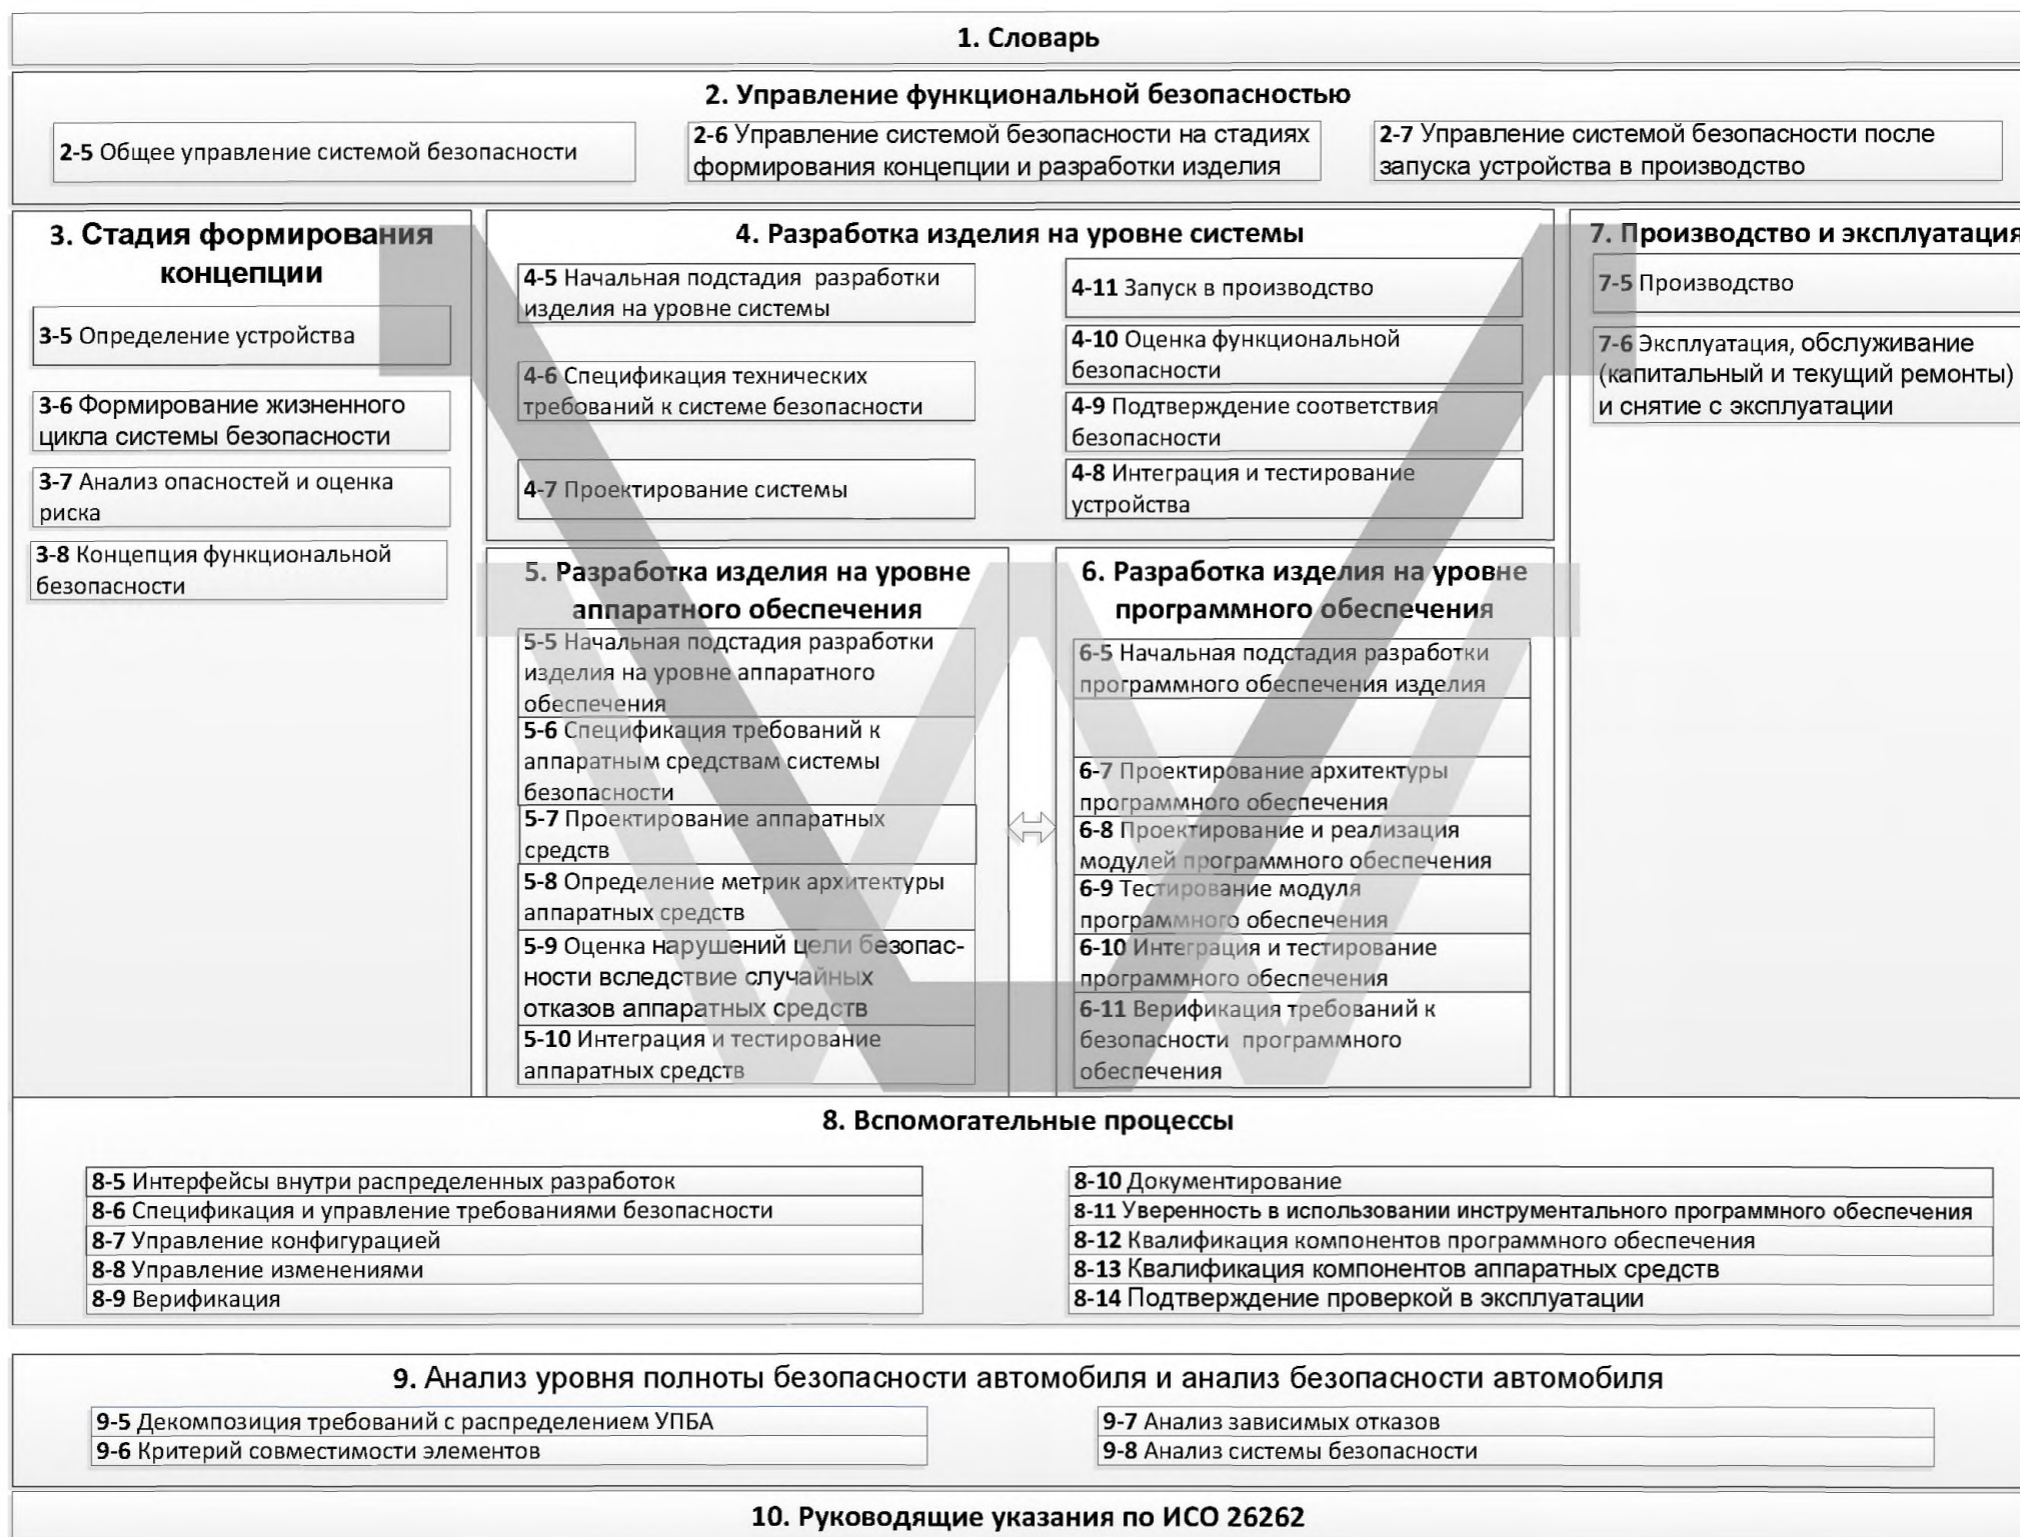 1. Словарь
2. Управление функциональной безопасностью
2-5 Общее управление системой безопасности
2-6 Управление системой безопасности на стадиях
формирования концепции и разработки изделия
2-7 Управление системой безопасности после
запуска устройства в производство
3. Стадия формирования
концепции
3-5 Определение устройства
3-6 Формирование жизненного
цикла системы безопасности
3-7 Анализ опасностей и оценка
риска
3-8 Концепция функциональной
безопасности
4. Разработка изделия на уровне системы
4-5 Начальная подстадия разработки
изделия на уровне системы
4-6 Спецификация технических
требований к системе безопасности
4-7 Проектирование системы
4-11 Запуск в производство
4-10 Оценка функциональной
безопасности
4-9 Подтверждение соответствия
безопасности
4-8 Интеграция и тестирование
устройства
7. Производство и эксплуатация
7-5 Производство
7-6 Эксплуатация, обслуживание
(капитальный и текущий ремонты)
и снятие с эксплуатации
5. Разработка изделия на уровне
аппаратного обеспечения
5-5 Начальная подстадия разработки
изделия на уровне аппаратного
обеспечения
5-6 Спецификация требований к
аппаратным средствам системы
безопасности
5-7 Проектирование аппаратных
средств
5-8 Определение метрик архитектуры
аппаратных средств
5-9 Оценка нарушений цели безопас-
ности вследствие случайных
отказов аппаратных средств
5-10 Интеграция и тестирование
аппаратных средств
6. Разработка изделия на уровне
программного обеспечения
6-5 Начальная подстадия разработки
программного обеспечения изделия
6-7 Проектирование архитектуры
программного обеспечения
6-8 Проектирование и реализация
модулей программного обеспечения
6-9 Тестирование модуля
программного обеспечения
6-10 Интеграция и тестирование
программного обеспечения
6-11 Верификация требований к
безопасности программного
обеспечения
8. Вспомогательные процессы
8-5 Интерфейсы внутри распределенных разработок
8-6 Спецификация и управление требованиями безопасности
8-7 Управление конфигурацией
8-8 Управление изменениями
8-9 Верификация
8-10 Документирование
8-11 Уверенность в использовании инструментального программного обеспечения
8-12 Квалификация компонентов программного обеспечения
8-13 Квалификация компонентов аппаратных средств
8-14 Подтверждение проверкой в эксплуатации
9. Анализ уровня полноты безопасности автомобиля и анализ безопасности автомобиля
9-5 Декомпозиция требований с распределением УПБА
9-6 Критерий совместимости элементов
9-7 Анализ зависимых отказов
9-8 Анализ системы безопасности
10. Руководящие указания по ИСО 26262